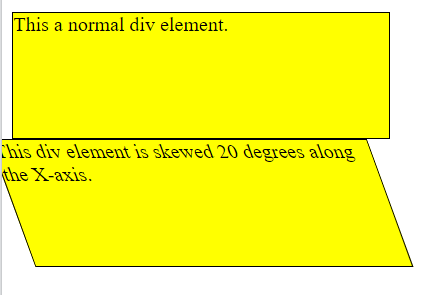 This a normal div element.
This div element is skewed 20 degrees along
the X-axis.